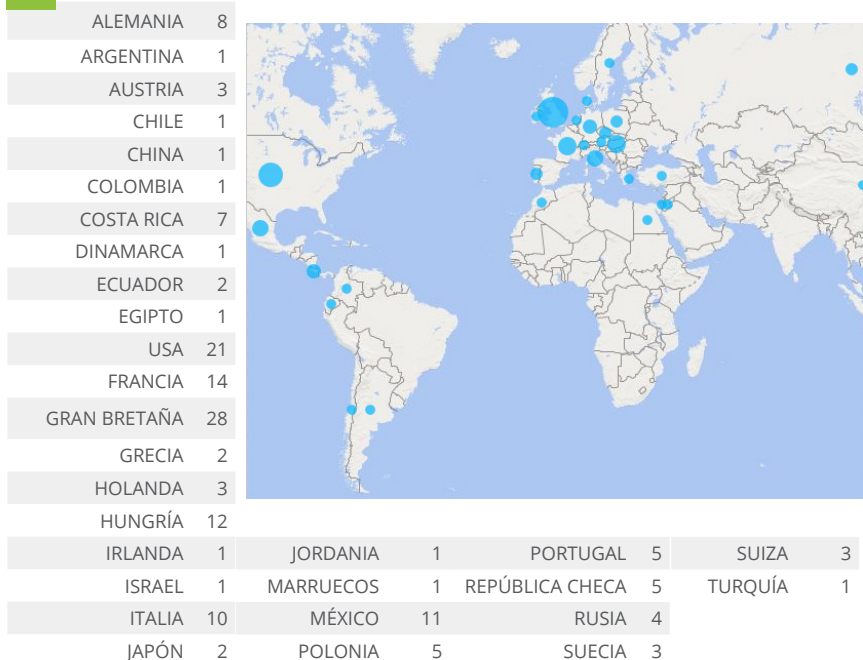 ALEMANIA 8
ARGENTINA 1
AUSTRIA 3
CHILE 1
CHINA 1
COLOMBIA 1
COSTA RICA 7
DINAMARCA 1
ECUADOR 2
EGIPTO 1
USA 21
FRANCIA 14
GRAN BRETAÑA 28
GRECIA 2
HOLANDA 3
HUNGRÍA 12
IRLANDA 1 JORDANIA 1 PORTUGAL 5 SUIZA 3
ISRAEL 1 MARRUECOS 1 REPÚBLICA CHECA 5 TURQUÍA 1
ITALIA 10 MÉXICO 11 RUSIA 4
JAPÓN 2 POLONIA 5 SUECIA 3